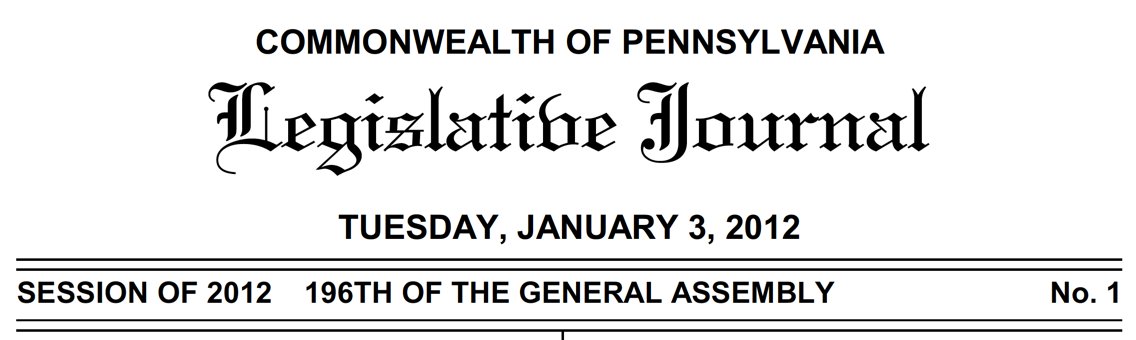 COMMONWEALTH OF PENNSYLVANIA
Legislative Journal
TUESDAY, JANUARY 3, 2012
SESSION OF 2012 196TH OF THE GENERAL ASSEMBLY No. 1